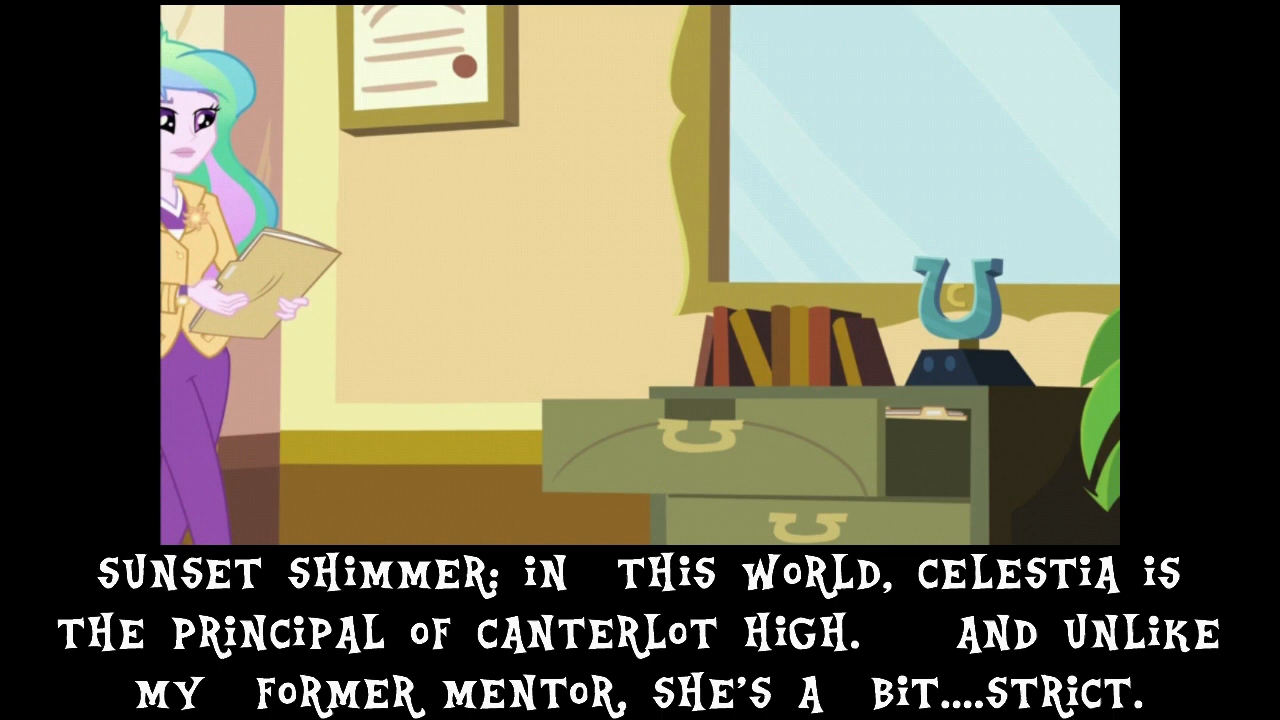 SUNSET SHiMMER: iN THiS WORLD, CELESTiA iS
THE PRiNCiPAL OF CANTERLOT HiGH. AND UNLiKE
MY FORMER MENTOR, SHE'S A BiT....STRiCT.